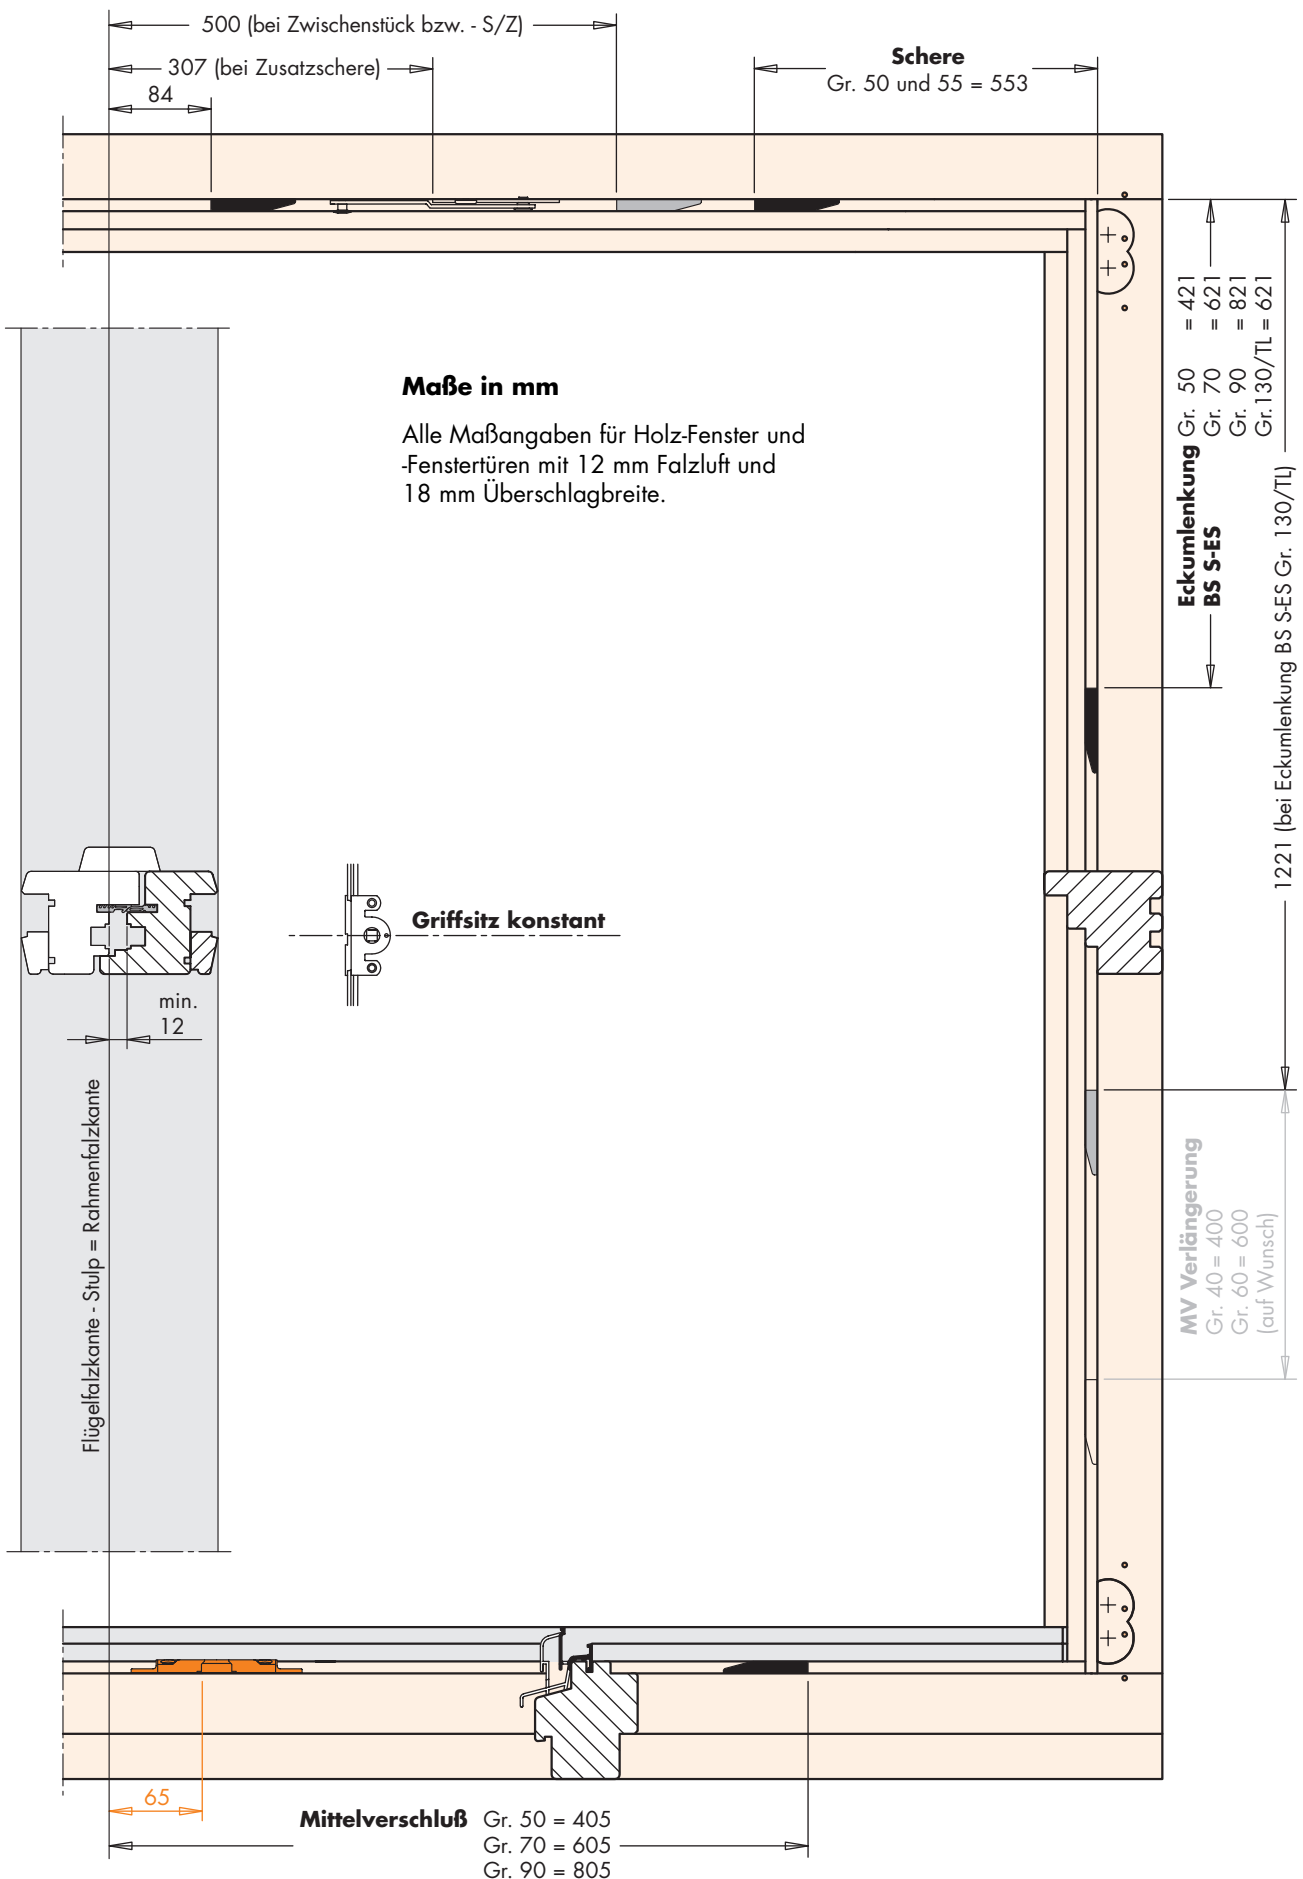 500 (bei Zwischenstück bzw. - S/Z)
307 (bei Zusatzschere)
84
Schere
Gr. 50 und 55 = 553
Maße in mm
Alle Maßangaben für Holz-Fenster und
-Fenstertüren mit 12 mm Falzluft und
18 mm Überschlagbreite.
Eckumlenkung
BS S-ES
Gr. 50 = 421
Gr. 70 = 621
Gr. 90 = 821
Gr.130/TL = 621
1221 (bei Eckumlenkung BS S-ES Gr. 130/TL)
Griffsitz konstant
min.
12
Flügelfalzkante - Stulp = Rahmenfalzkante
MV Verlängerung
Gr. 40 = 400
Gr. 60 = 600
(auf Wunsch)
65
Mittelverschluß Gr. 50 = 405
Gr. 70 = 605
Gr. 90 = 805